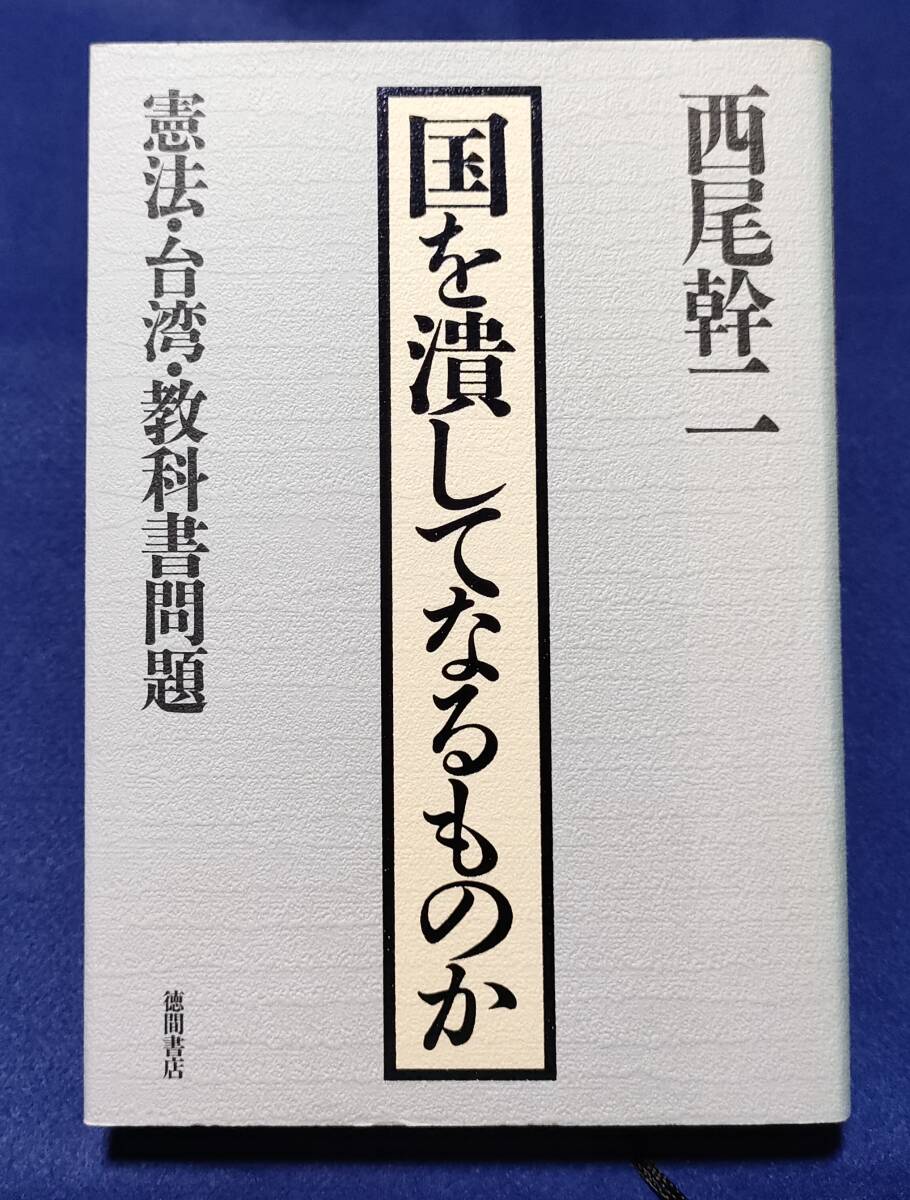 西尾幹二
国を潰してなるものか
憲法・台湾・教科書問題
徳間書店